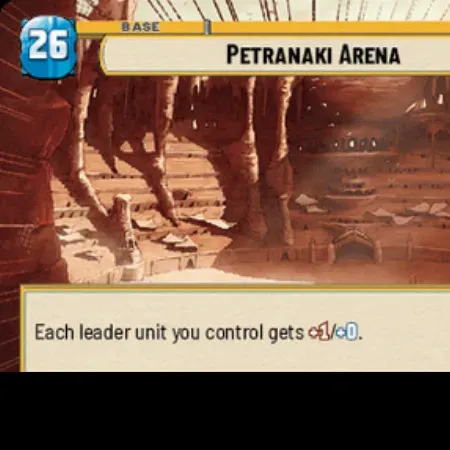 BASE
26
PETRANAKI ARENA
Each leader unit you control gets +1/+0.